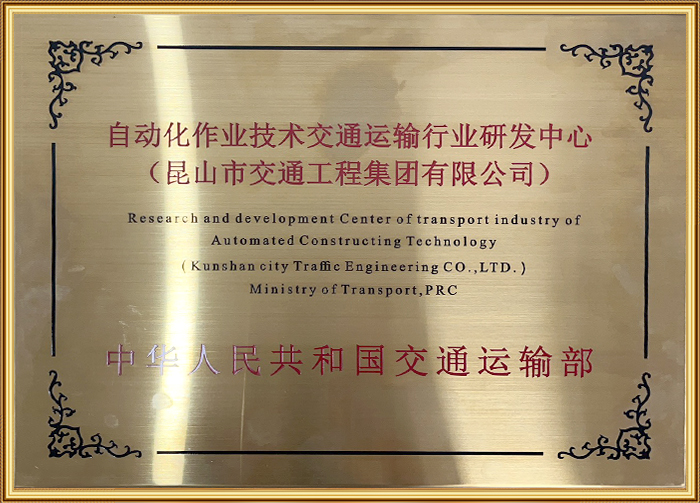 自动化作业技术交通运输行业研发中心
（昆山市交通工程集团有限公司）
Research and development Center of transport industry of
Automated Constructing Technology
(Kunshan city Traffic Engineering CO.,LTD.)
Ministry of Transport,PRC
中华人民共和国交通运输部